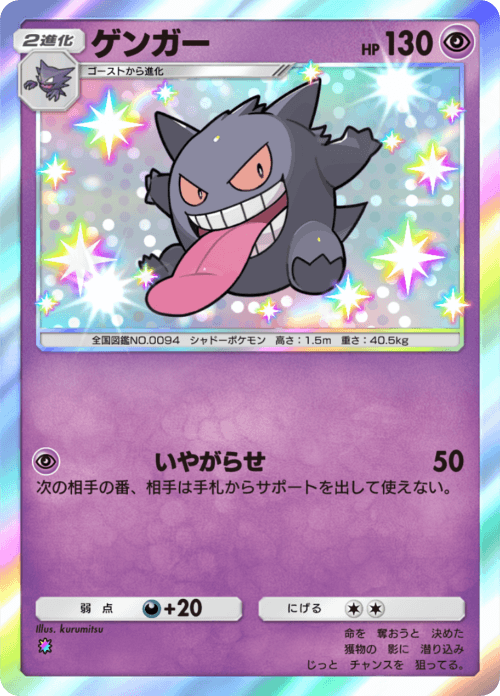 2進化 ゲンガー HP 130
ゴーストから進化
全国図鑑NO.0094 シャドーポケモン 高さ：1.5m 重さ：40.5kg
いやがらせ 50
次の相手の番、相手は手札からサポートを出して使えない。
弱点 +20 にげる
Illus. kurumitsu
命を 奪おうと 決めた
獲物の 影に 潜り込み
じっと チャンスを 狙ってる。